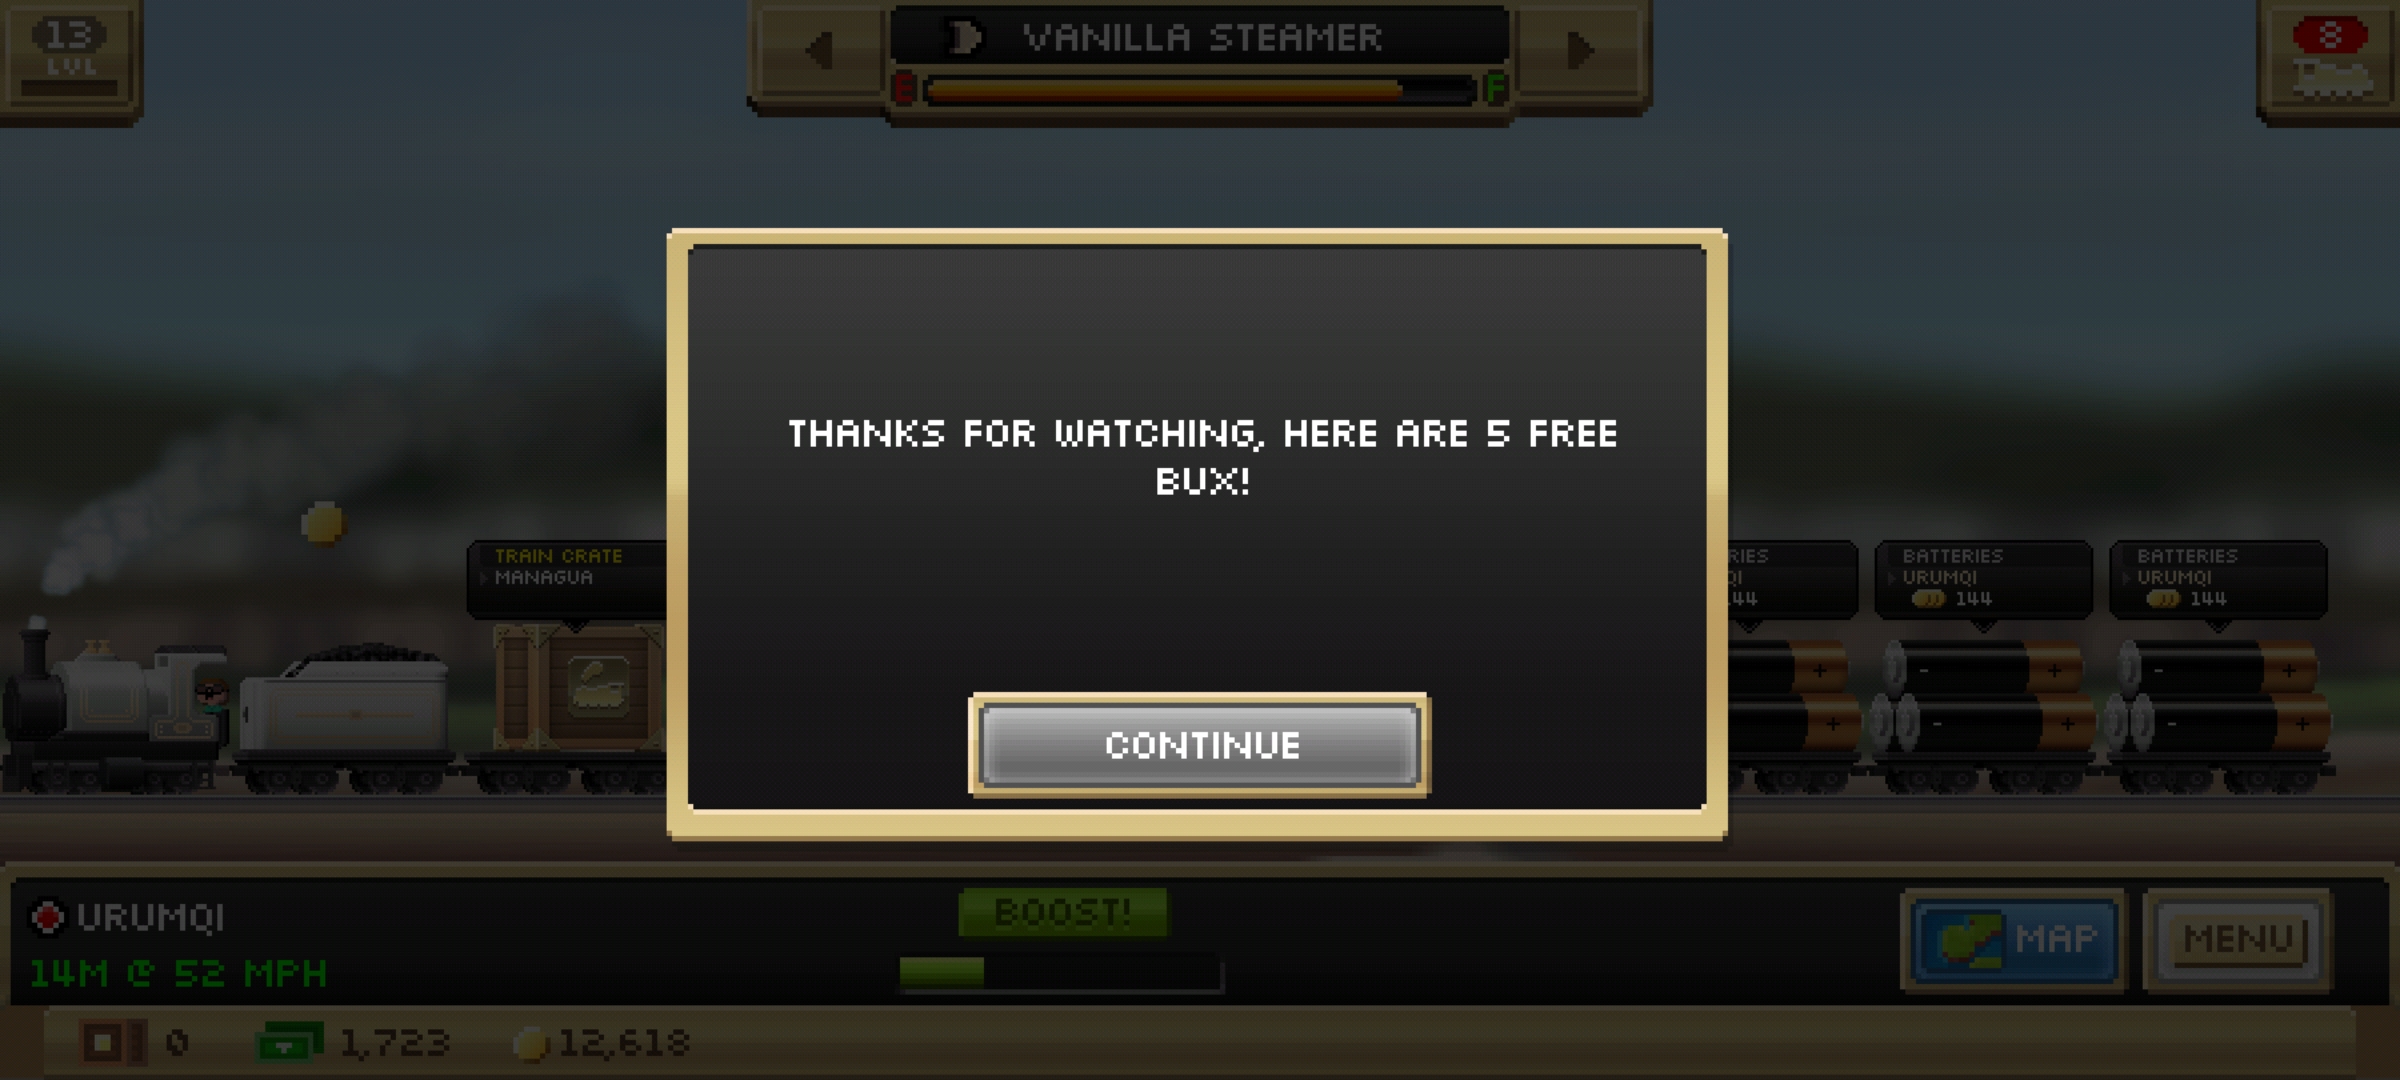 13
LVL
VANILLA STEAMER
E
F
8
THANKS FOR WATCHING, HERE ARE 5 FREE
BUX!
CONTINUE
TRAIN CRATE
MANAGUA
BATTERIES
URUMQI
144
BATTERIES
URUMQI
144
URUMQI
14M @ 52 MPH
BOOST!
MAP
MENU
0
1,723
12,618